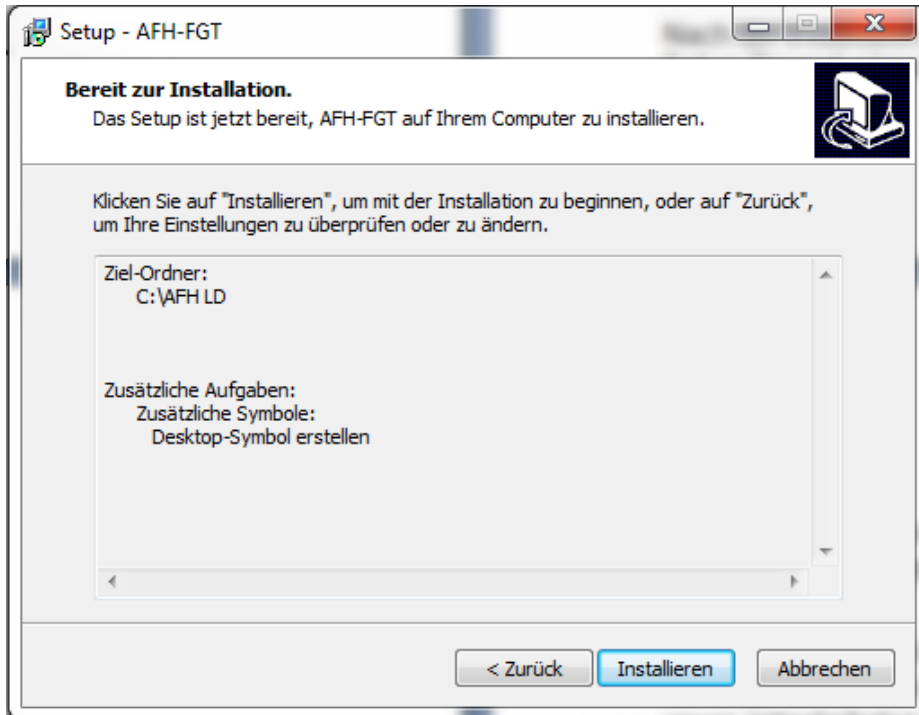 Setup - AFH-FGT
Bereit zur Installation.
Das Setup ist jetzt bereit, AFH-FGT auf Ihrem Computer zu installieren.
Klicken Sie auf "Installieren", um mit der Installation zu beginnen, oder auf "Zurück",
um Ihre Einstellungen zu überprüfen oder zu ändern.
Ziel-Ordner:
C:\AFH LD
Zusätzliche Aufgaben:
Zusätzliche Symbole:
Desktop-Symbol erstellen
< Zurück
Installieren
Abbrechen